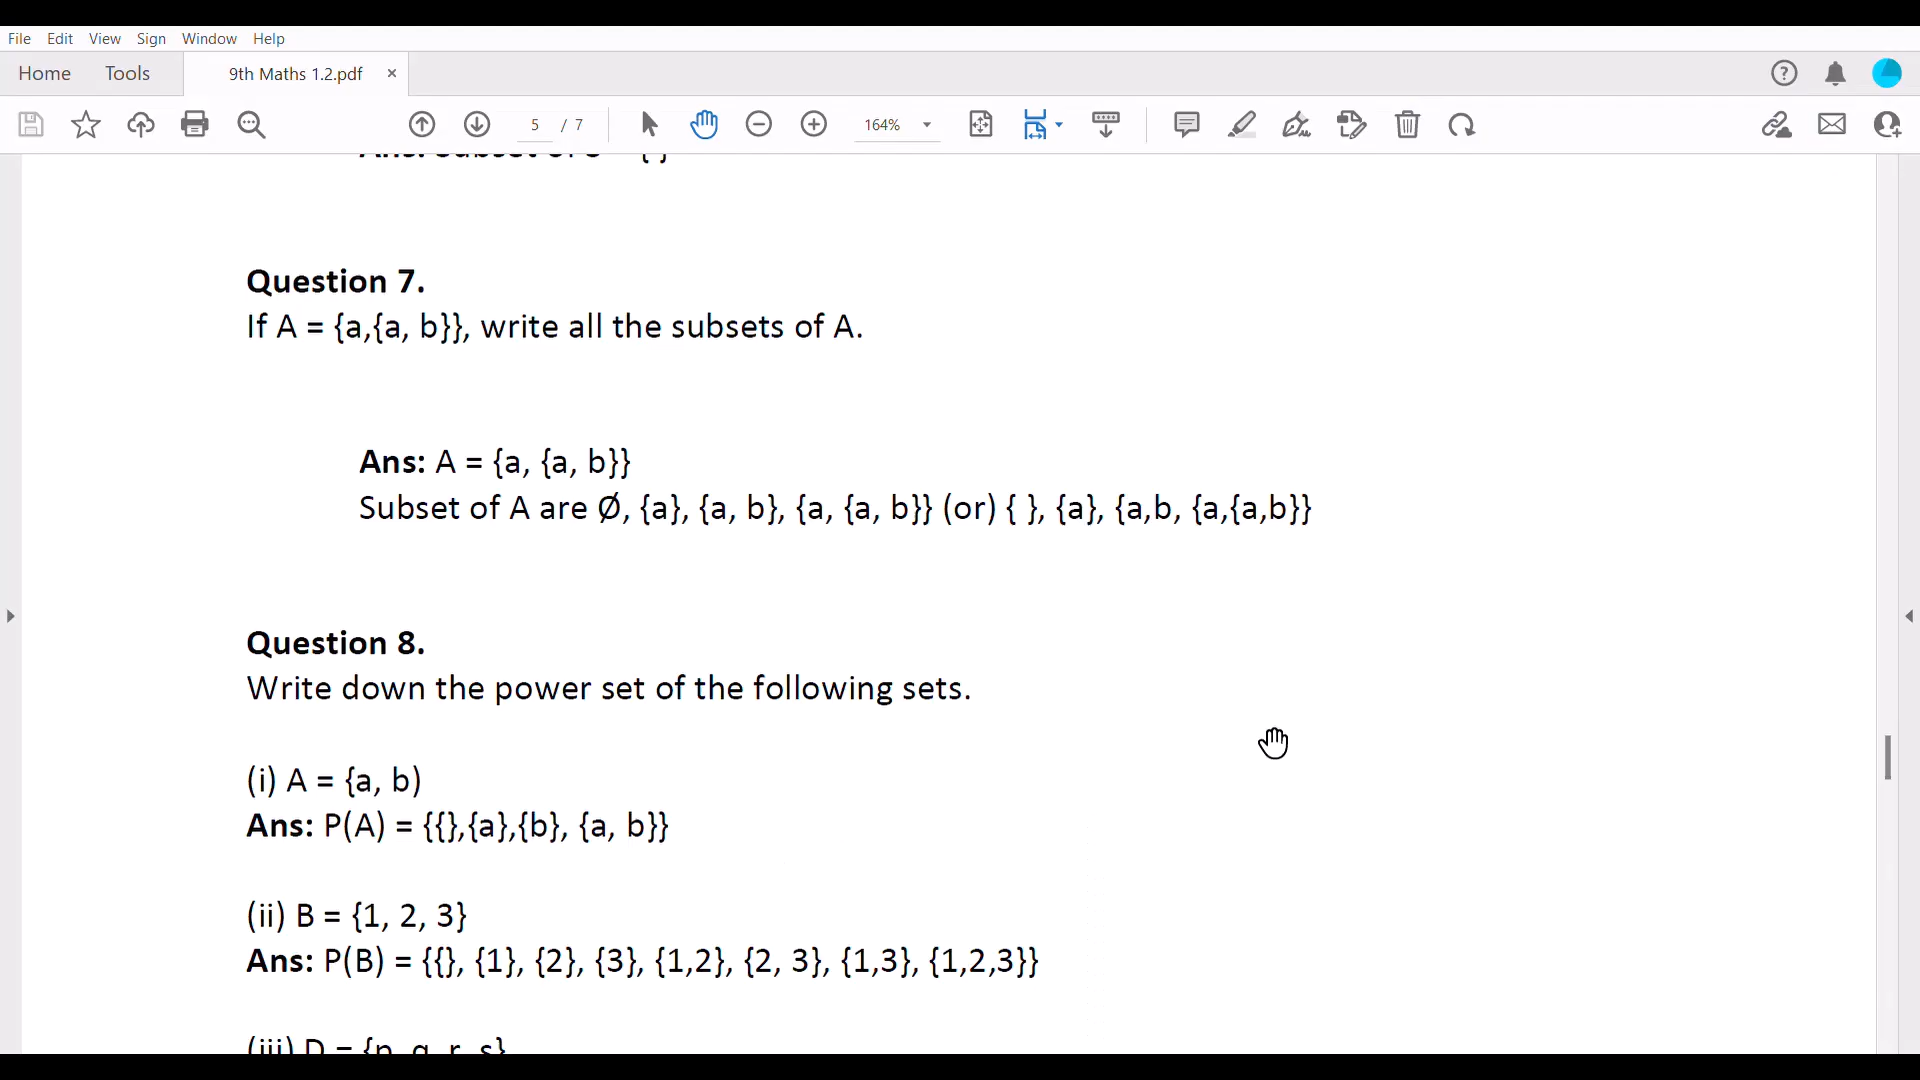 File Edit View Sign Window Help
Home Tools 9th Maths 1.2.pdf ×
5 / 7 164%
Question 7.
If A = {a,{a, b}}, write all the subsets of A.
Ans: A = {a, {a, b}}
Subset of A are Ø, {a}, {a, b}, {a, {a, b}} (or) { }, {a}, {a,b, {a,{a,b}}
Question 8.
Write down the power set of the following sets.
(i) A = {a, b)
Ans: P(A) = {{},{a},{b}, {a, b}}
(ii) B = {1, 2, 3}
Ans: P(B) = {{}, {1}, {2}, {3}, {1,2}, {2, 3}, {1,3}, {1,2,3}}
(iii) D = {p, q, r, s}